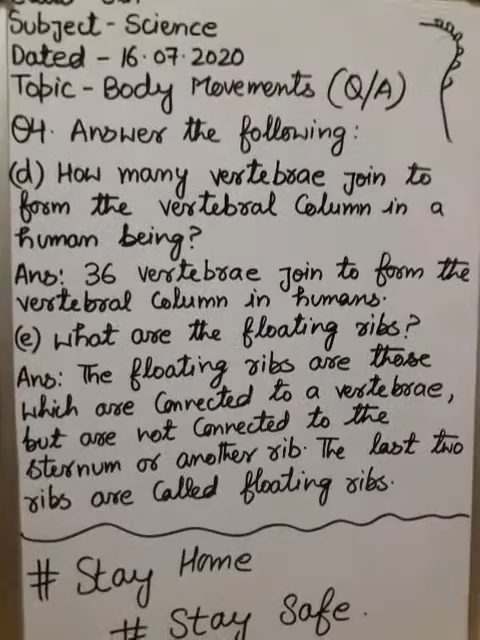 Subject - Science
Dated - 16.07.2020
Topic - Body Movements (Q/A)
Q4. Answer the following:
(d) How many vertebrae join to
form the vertebral column in a
human being?
Ans: 36 vertebrae join to form the
vertebral column in humans.
(e) What are the floating ribs?
Ans: The floating ribs are those
which are connected to a vertebrae,
but are not connected to the
sternum or another rib. The last two
ribs are called floating ribs.
# Stay Home
# Stay Safe.